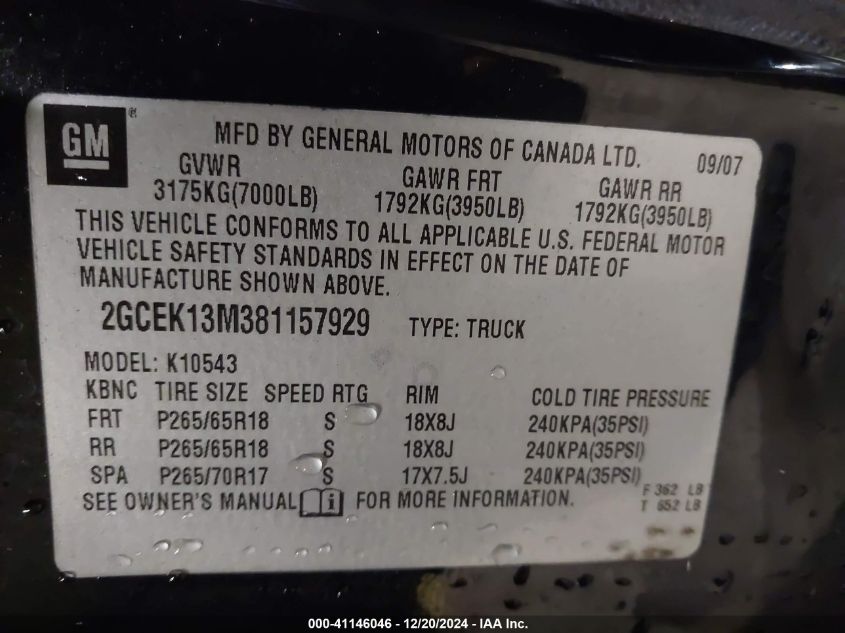 GM ®
MFD BY GENERAL MOTORS OF CANADA LTD. 09/07
GVWR GAWR FRT GAWR RR
3175KG(7000LB) 1792KG(3950LB) 1792KG(3950LB)
THIS VEHICLE CONFORMS TO ALL APPLICABLE U.S. FEDERAL MOTOR
VEHICLE SAFETY STANDARDS IN EFFECT ON THE DATE OF
MANUFACTURE SHOWN ABOVE.
2GCEK13M381157929 TYPE: TRUCK
MODEL: K10543
KBNC TIRE SIZE SPEED RTG RIM COLD TIRE PRESSURE
FRT P265/65R18 S 18X8J 240KPA(35PSI)
RR P265/65R18 S 18X8J 240KPA(35PSI)
SPA P265/70R17 S 17X7.5J 240KPA(35PSI)
F 362 LB
T 652 LB
SEE OWNER'S MANUAL i FOR MORE INFORMATION.
000-41146046 - 12/20/2024 - IAA Inc.